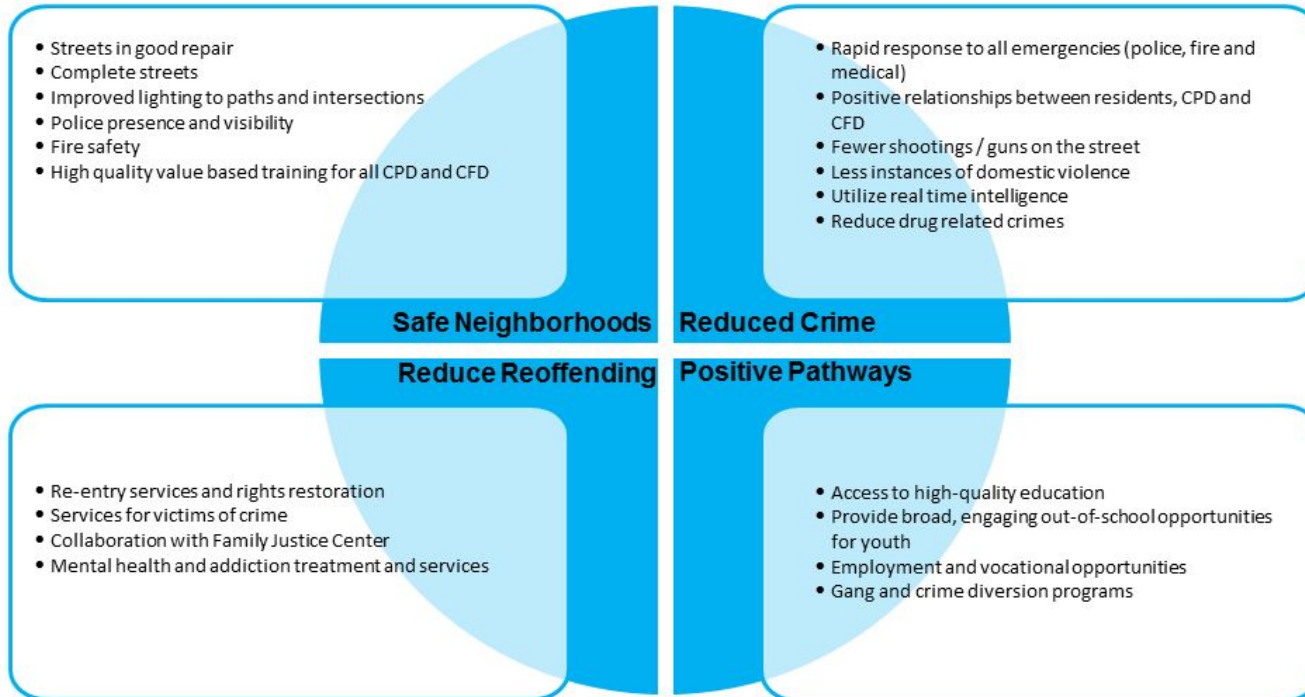 • Streets in good repair
• Complete streets
• Improved lighting to paths and intersections
• Police presence and visibility
• Fire safety
• High quality value based training for all CPD and CFD
Safe Neighborhoods
• Rapid response to all emergencies (police, fire and
medical)
• Positive relationships between residents, CPD and
CFD
• Fewer shootings / guns on the street
• Less instances of domestic violence
• Utilize real time intelligence
• Reduce drug related crimes
Reduced Crime
Reduce Reoffending
• Re-entry services and rights restoration
• Services for victims of crime
• Collaboration with Family Justice Center
• Mental health and addiction treatment and services
Positive Pathways
• Access to high-quality education
• Provide broad, engaging out-of-school opportunities
for youth
• Employment and vocational opportunities
• Gang and crime diversion programs